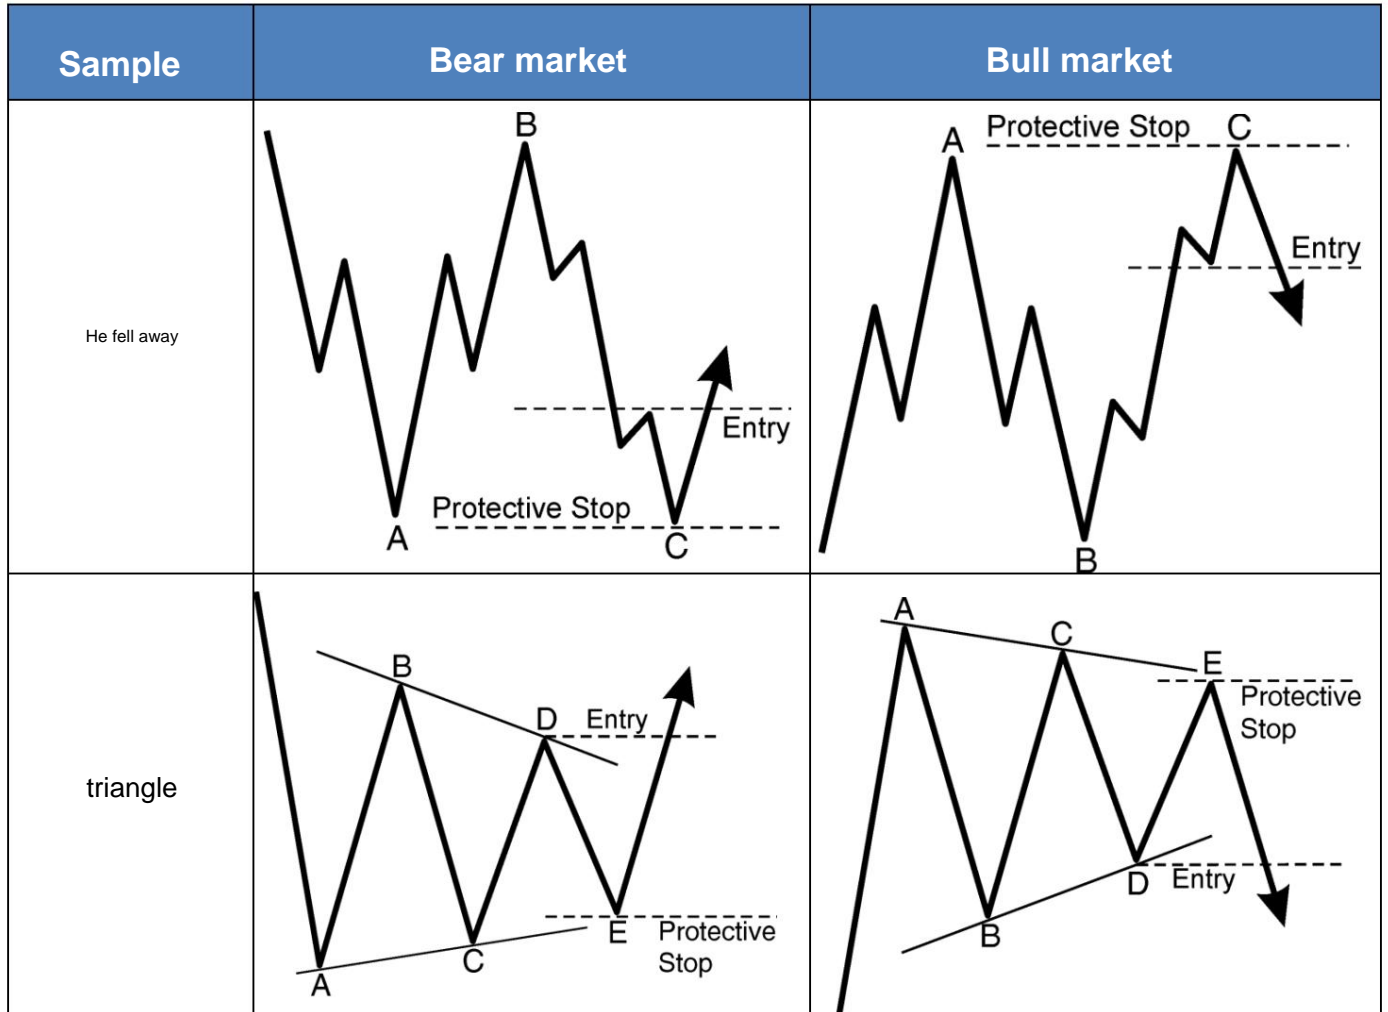 Sample
Bear market
Bull market
He fell away
B
A
Protective Stop
C
Entry
A
Protective Stop
C
Entry
B
triangle
B
D
Entry
A
C
E
Protective
Stop
A
C
E
Protective
Stop
B
D
Entry